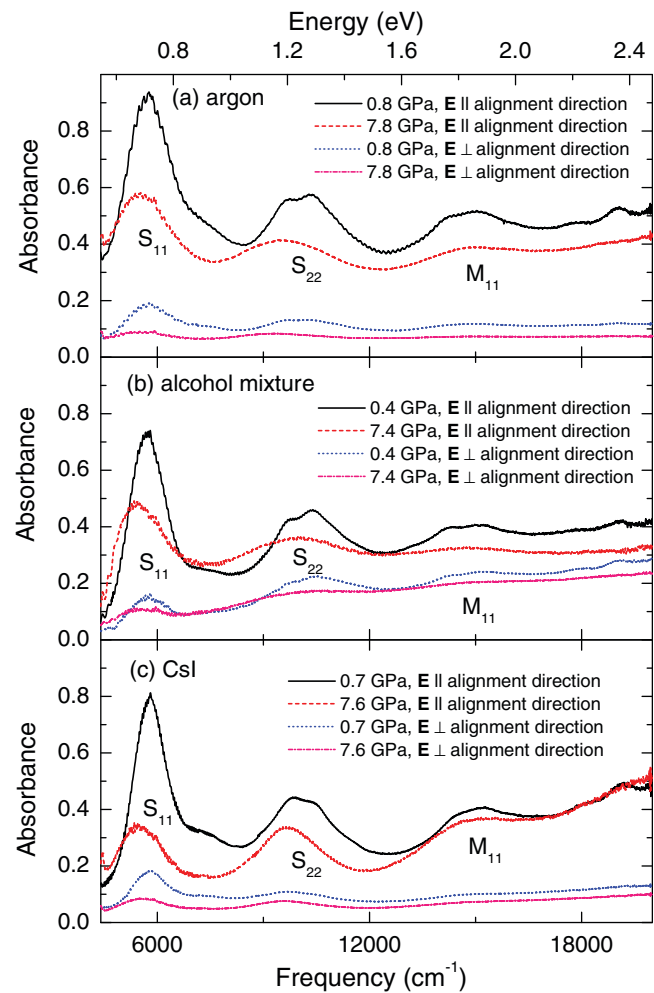 Energy (eV)
0.8 1.2 1.6 2.0 2.4
(a) argon
0.8 GPa, E || alignment direction
7.8 GPa, E || alignment direction
0.8 GPa, E ⊥ alignment direction
7.8 GPa, E ⊥ alignment direction
S₁₁
S₂₂
M₁₁
Absorbance
0.8
0.6
0.4
0.2
0.0
(b) alcohol mixture
0.4 GPa, E || alignment direction
7.4 GPa, E || alignment direction
0.4 GPa, E ⊥ alignment direction
7.4 GPa, E ⊥ alignment direction
S₁₁
S₂₂
M₁₁
Absorbance
0.8
0.6
0.4
0.2
0.0
(c) CsI
0.7 GPa, E || alignment direction
7.6 GPa, E || alignment direction
0.7 GPa, E ⊥ alignment direction
7.6 GPa, E ⊥ alignment direction
S₁₁
S₂₂
M₁₁
Absorbance
0.8
0.6
0.4
0.2
0.0
6000 12000 18000
Frequency (cm⁻¹)